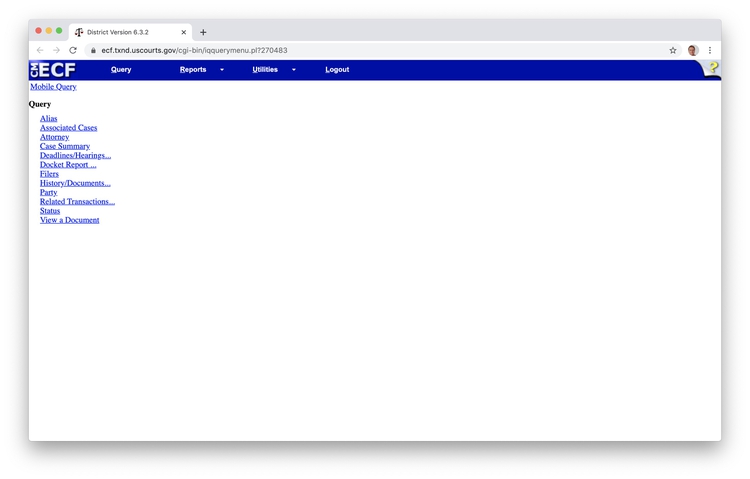 District Version 6.3.2
ecf.txnd.uscourts.gov/cgi-bin/iqquerymenu.pl?270483
CM ECF Query Reports Utilities Logout ?
Mobile Query
Query
Alias
Associated Cases
Attorney
Case Summary
Deadlines/Hearings...
Docket Report ...
Filers
History/Documents...
Party
Related Transactions...
Status
View a Document